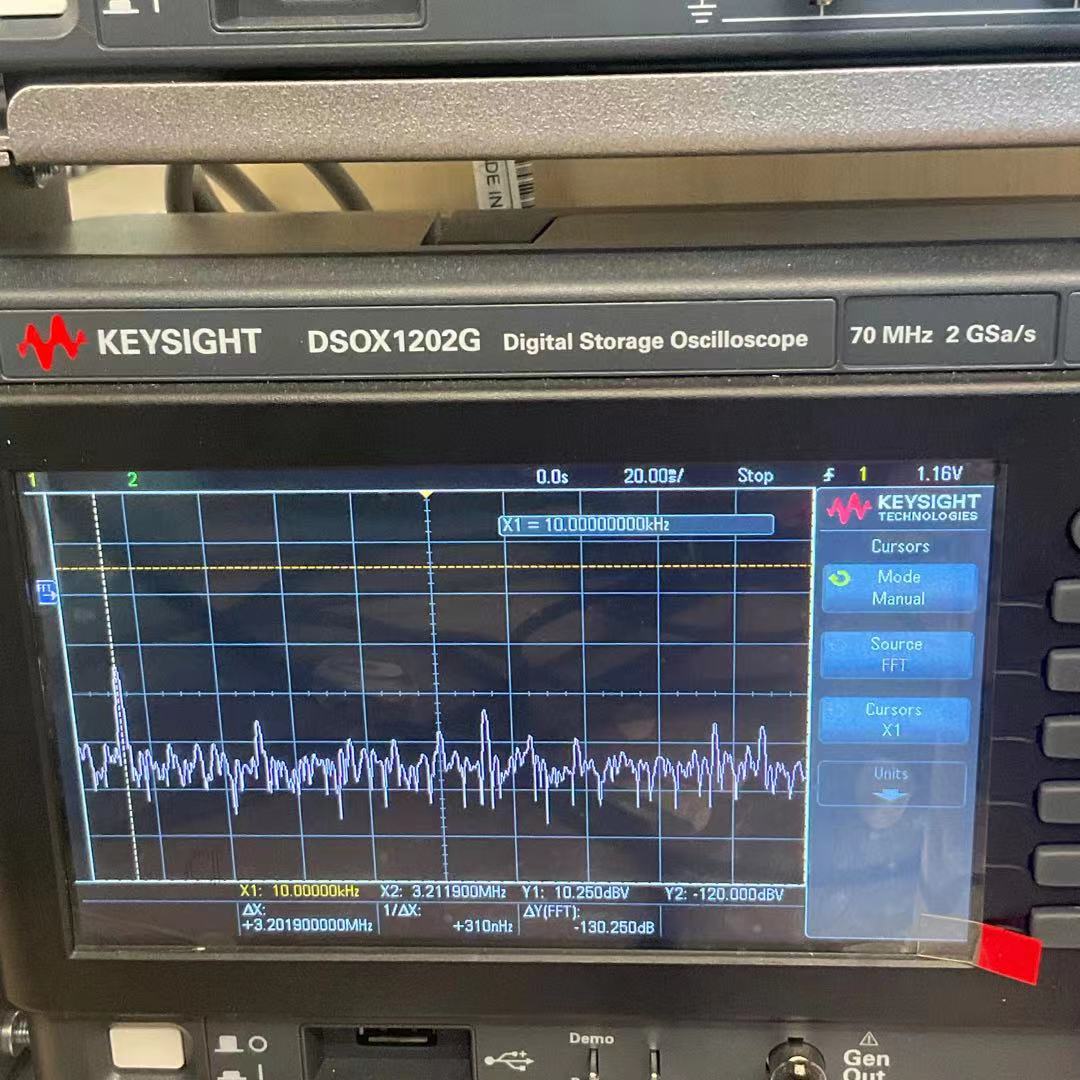 DE IN
KEYSIGHT DSOX1202G Digital Storage Oscilloscope 70 MHz 2 GSa/s
1 2 0.0s 20.00ms/ Stop 1 1.16V
X1 = 10.00000000kHz
KEYSIGHT
TECHNOLOGIES
Cursors
Mode
Manual
FFT
Source
FFT
Cursors
X1
Units
X1: 10.00000kHz X2: 3.211900MHz Y1: 10.250dBV Y2: -120.000dBV
ΔX: 1/ΔX: ΔY(FFT):
+3.201900000MHz +310nHz -130.250dB
Demo
Gen
Out